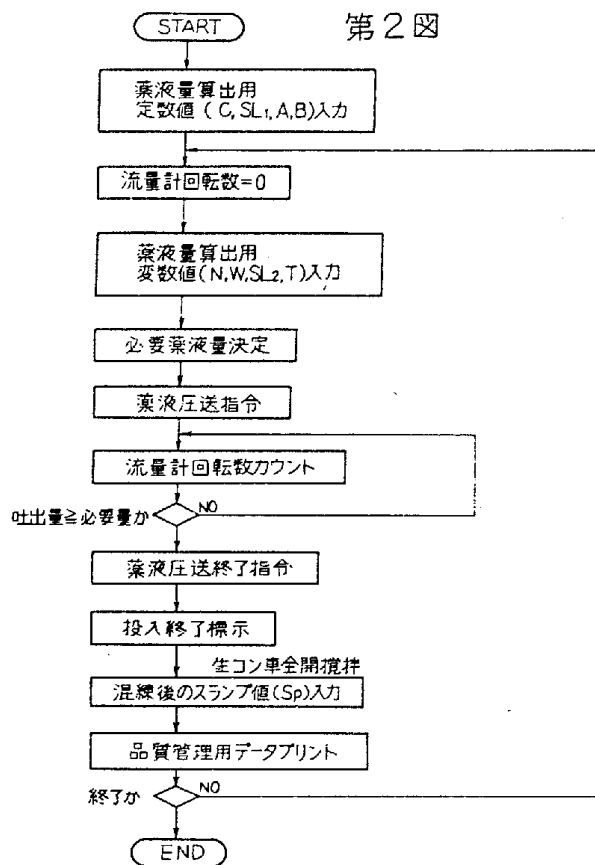 第2図
START
薬液量算出用
定数値(C,SL₁,A,B)入力
流量計回転数=0
薬液量算出用
変数値(N,W,SL₂,T)入力
必要薬液量決定
薬液圧送指令
流量計回転数カウント
吐出量≧必要量か
NO
薬液圧送終了指令
投入終了標示
生コン車全開撹拌
混練後のスランプ値(Sp)入力
品質管理用データプリント
終了か
NO
END